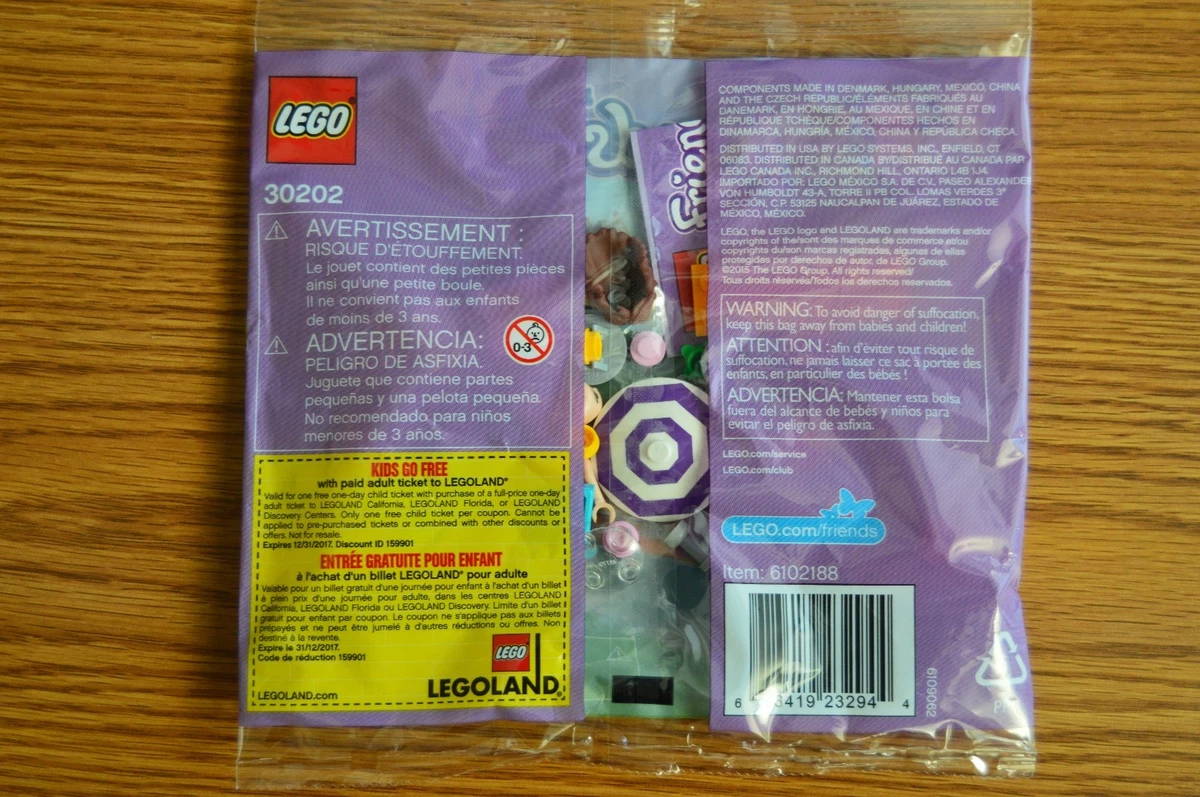 LEGO
30202
AVERTISSEMENT :
RISQUE D'ÉTOUFFEMENT.
Le jouet contient des petites pièces
ainsi qu'une petite boule.
Il ne convient pas aux enfants
de moins de 3 ans.
ADVERTENCIA:
PELIGRO DE ASFIXIA.
Juguete que contiene partes
pequeñas y una pelota pequeña.
No recomendado para niños
menores de 3 años.
0-3
KIDS GO FREE
with paid adult ticket to LEGOLAND®
Valid for one free one-day child ticket with purchase of a full-price one-day
adult ticket to LEGOLAND California, LEGOLAND Florida, or LEGOLAND
Discovery Centers. Only one free child ticket per coupon. Cannot be
applied to pre-purchased tickets or combined with other discounts or
offers. Not for resale.
Expires 12/31/2017. Discount ID 159901
ENTRÉE GRATUITE POUR ENFANT
à l'achat d'un billet LEGOLAND® pour adulte
Valable pour un billet gratuit d'une journée pour enfant à l'achat d'un billet
à plein prix d'une journée pour adulte, dans les centres LEGOLAND
California, LEGOLAND Florida ou LEGOLAND Discovery. Limite d'un billet
gratuit pour enfant par coupon. Le coupon ne s'applique pas aux billets
prépayés et ne peut être jumelé à d'autres réductions ou offres. Non
destiné à la revente.
Expire le 31/12/2017.
Code de réduction 159901
LEGOLAND.com
LEGO
LEGOLAND®
Frien
COMPONENTS MADE IN DENMARK, HUNGARY, MEXICO, CHINA
AND THE CZECH REPUBLIC/ÉLÉMENTS FABRIQUÉS AU
DANEMARK, EN HONGRIE, AU MEXIQUE, EN CHINE ET EN
RÉPUBLIQUE TCHÈQUE/COMPONENTES HECHOS EN
DINAMARCA, HUNGRÍA, MÉXICO, CHINA Y REPÚBLICA CHECA.
DISTRIBUTED IN USA BY LEGO SYSTEMS, INC., ENFIELD, CT
06083. DISTRIBUTED IN CANADA BY/DISTRIBUÉ AU CANADA PAR
LEGO CANADA INC., RICHMOND HILL, ONTARIO L4B 1J4.
IMPORTADO POR: LEGO MÉXICO S.A. DE C.V., PASEO ALEXANDE
VON HUMBOLDT 43-A, TORRE II PB COL. LOMAS VERDES 3ª
SECCIÓN, C.P. 53125 NAUCALPAN DE JUÁREZ, ESTADO DE
MÉXICO, MÉXICO.
LEGO, the LEGO logo and LEGOLAND are trademarks and/or
copyrights of the/sont des marques de commerce et/ou
copyrights du/son marcas registradas, algunas de ellas
protegidas por derechos de autor, de LEGO Group.
©2015 The LEGO Group. All rights reserved/
Tous droits réservés/Todos los derechos reservados.
WARNING: To avoid danger of suffocation,
keep this bag away from babies and children!
ATTENTION : afin d'éviter tout risque de
suffocation, ne jamais laisser ce sac à portée des
enfants, en particulier des bébés !
ADVERTENCIA: Mantener esta bolsa
fuera del alcance de bebés y niños para
evitar el peligro de asfixia.
LEGO.com/service
LEGO.com/club
LEGO.com/friends
Item: 6102188
6 3419 23294 4
6109062